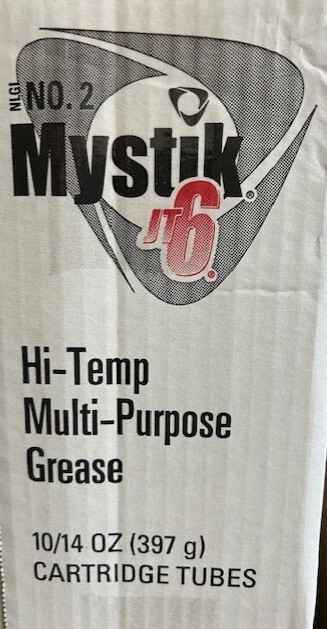 NLGI NO. 2
Mystik®
JT6®
Hi-Temp
Multi-Purpose
Grease
10/14 OZ (397 g)
CARTRIDGE TUBES